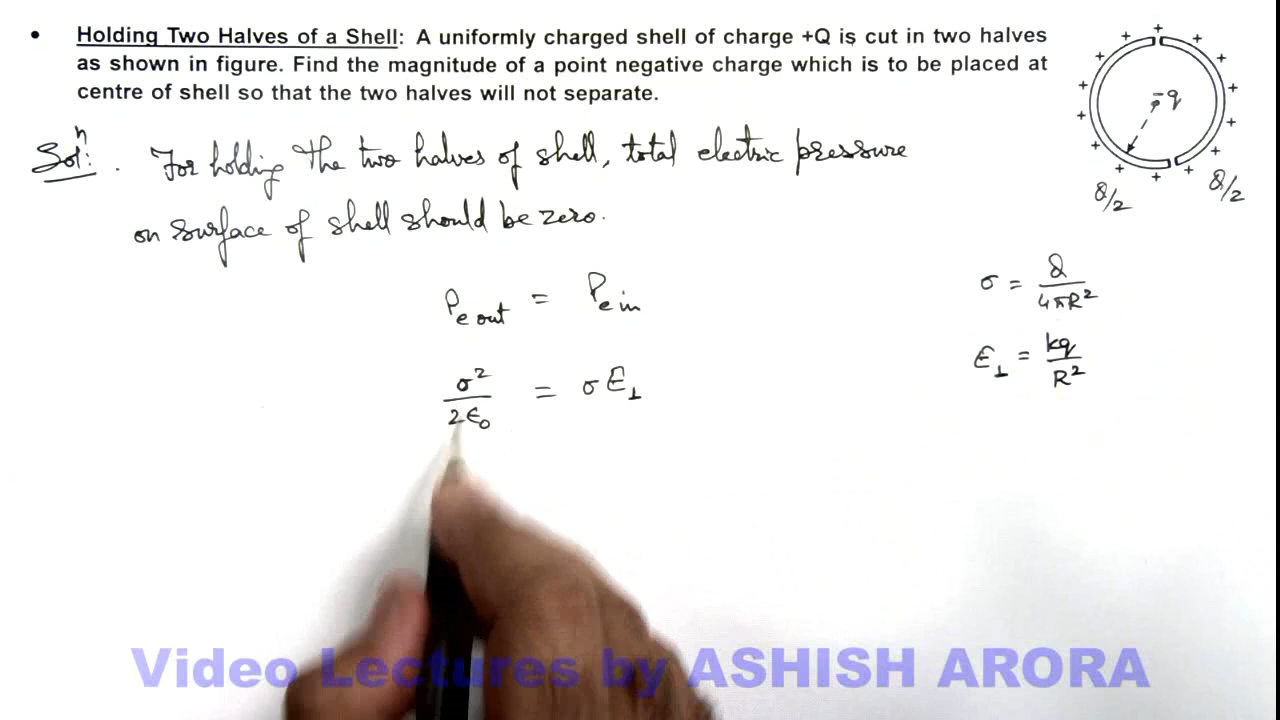 • Holding Two Halves of a Shell: A uniformly charged shell of charge +Q is cut in two halves
as shown in figure. Find the magnitude of a point negative charge which is to be placed at
centre of shell so that the two halves will not separate.
-q
Q/2 Q/2
Solⁿ: . For holding the two halves of shell, total electric pressure
on surface of shell should be zero.
P_e out = P_e in
σ = Q / 4πR²
σ² / 2ϵ₀ = σE⊥
E⊥ = kq / R²
Video Lectures by ASHISH ARORA